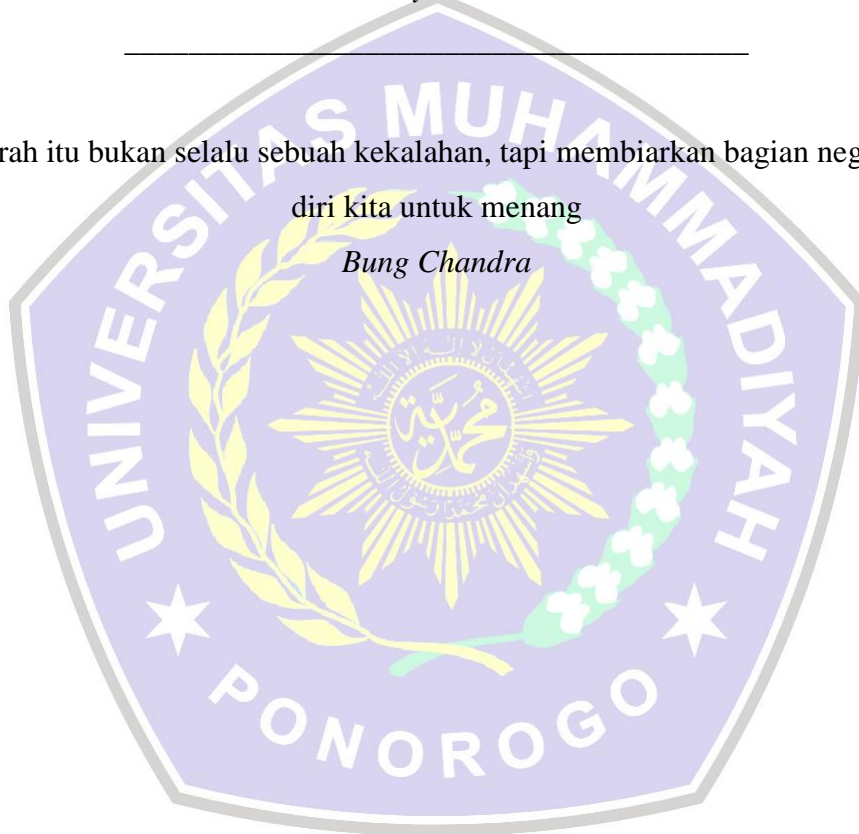 rah itu bukan selalu sebuah kekalahan, tapi membiarkan bagian neg
diri kita untuk menang
Bung Chandra
UNIVERSITAS MUHAMMADIYAH
PONOROGO
محمد